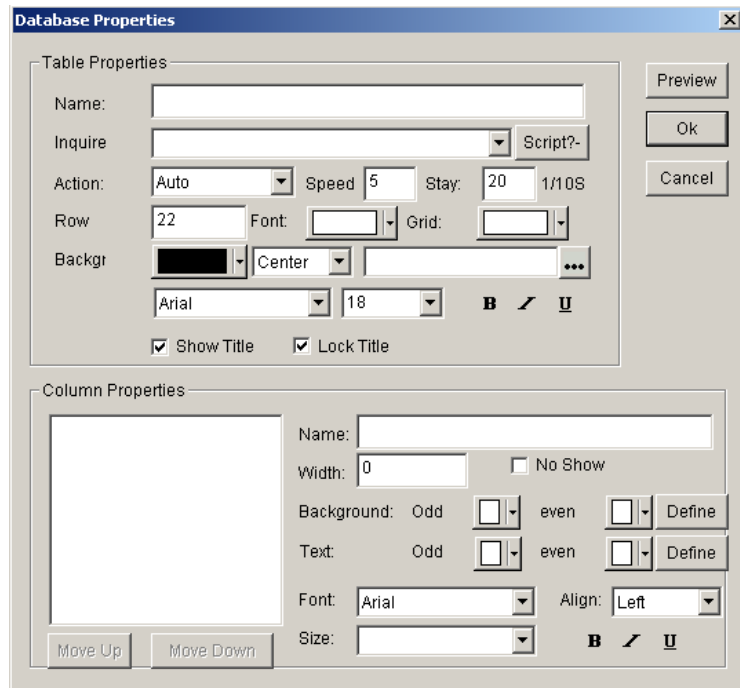 Database Properties
Table Properties
Preview
Name:
Ok
Inquire Script?-
Cancel
Action: Auto Speed 5 Stay: 20 1/10S
Row 22 Font: Grid:
Backgr Center ...
Arial 18 B I U
Show Title Lock Title
Column Properties
Name:
Width: 0 No Show
Background: Odd even Define
Text: Odd even Define
Font: Arial Align: Left
Size: B I U
Move Up Move Down